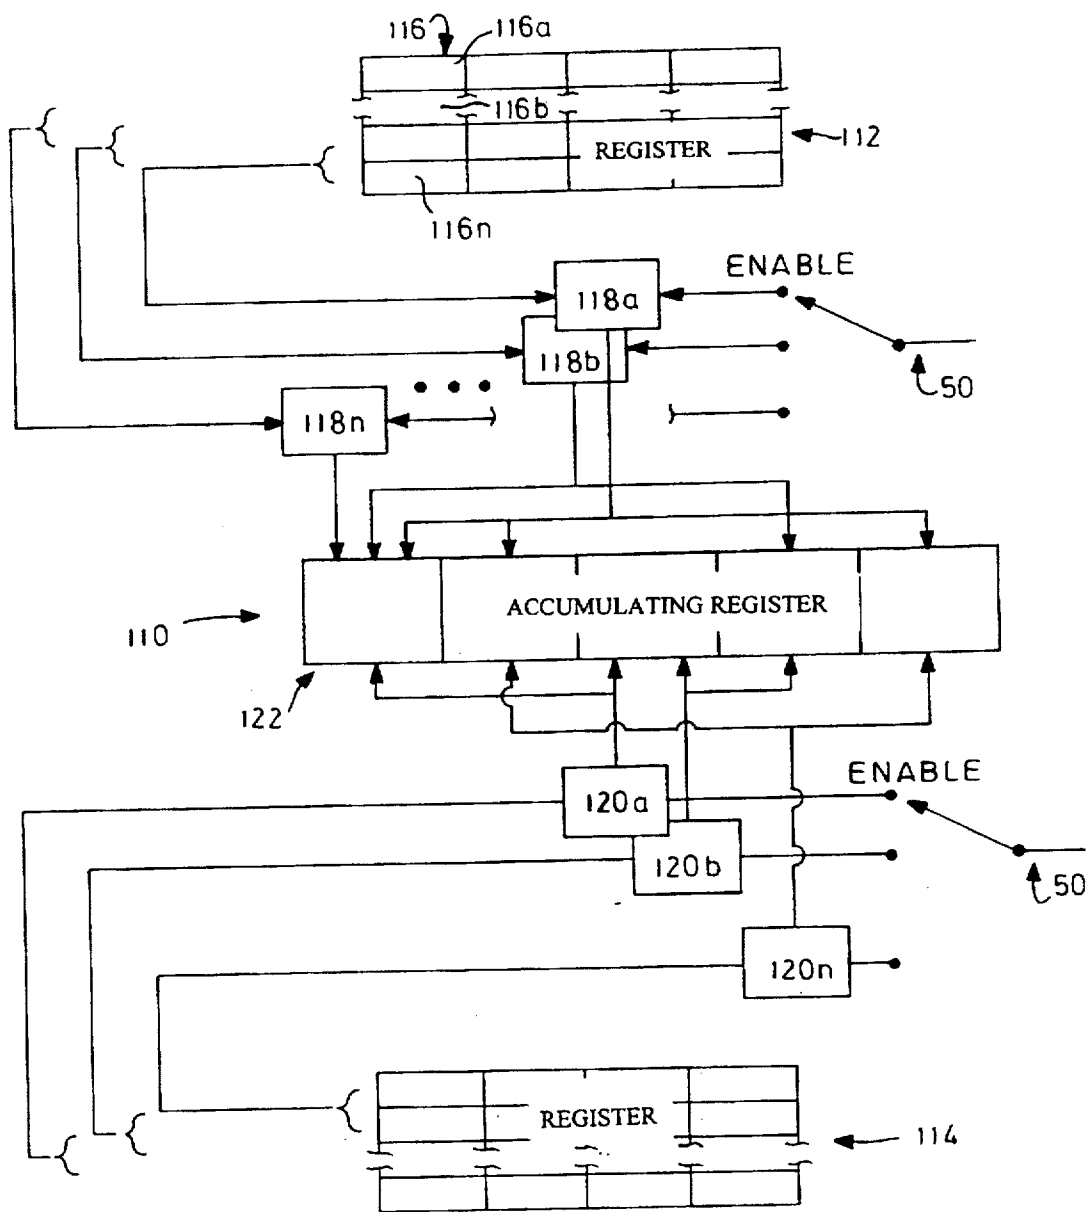 116
116a
116b
REGISTER
112
116n
ENABLE
118a
118b
50
118n
ACCUMULATING REGISTER
110
122
ENABLE
120a
120b
50
120n
REGISTER
114